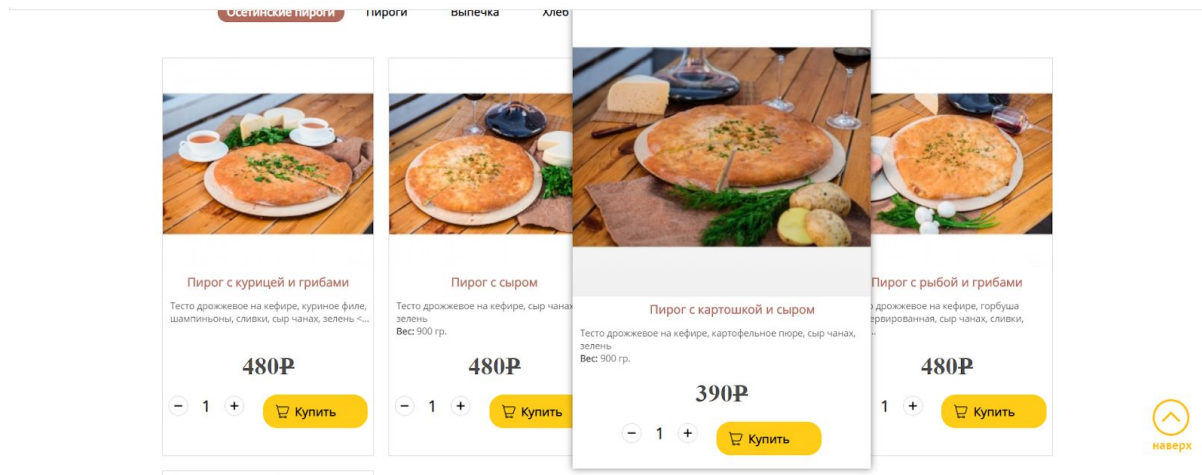 Осетинские пироги Пироги Выпечка Хлеб
Пирог с курицей и грибами
Тесто дрожжевое на кефире, куриное филе,
шампиньоны, сливки, сыр чанах, зелень <...
480₽
− 1 +
Купить
Пирог с сыром
Тесто дрожжевое на кефире, сыр чанах
зелень
Вес: 900 гр.
480₽
− 1 +
Купить
Пирог с картошкой и сыром
Тесто дрожжевое на кефире, картофельное пюре, сыр чанах,
зелень
Вес: 900 гр.
390₽
− 1 +
Купить
Пирог с рыбой и грибами
дрожжевое на кефире, горбуша
сыр чанах, сливки,
480₽
1 +
Купить
наверх